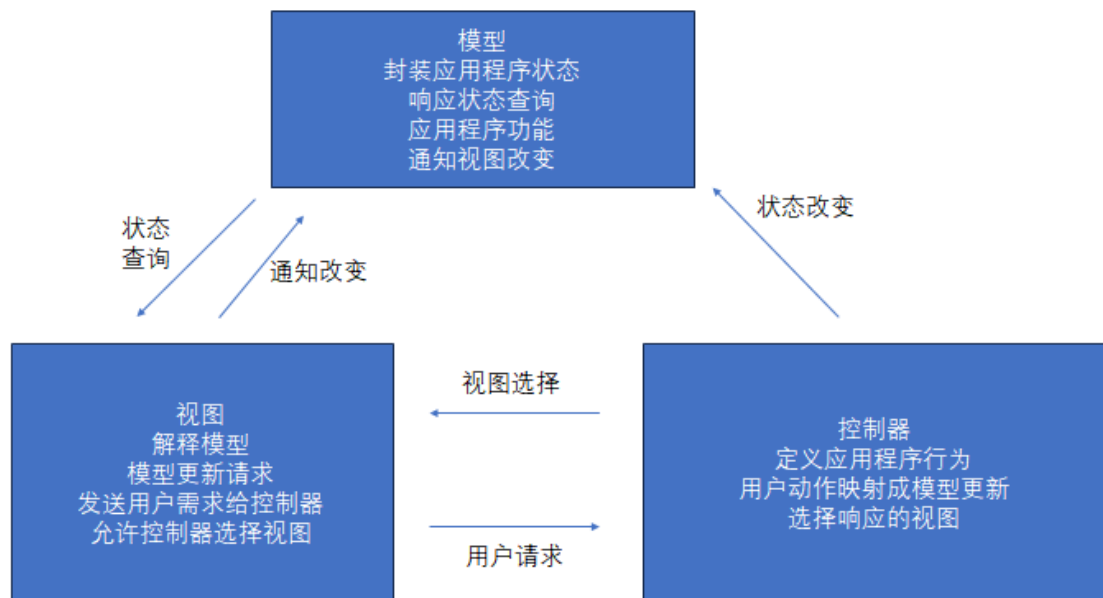 模型
封装应用程序状态
响应状态查询
应用程序功能
通知视图改变
状态
查询
通知改变
状态改变
视图
解释模型
模型更新请求
发送用户需求给控制器
允许控制器选择视图
视图选择
用户请求
控制器
定义应用程序行为
用户动作映射成模型更新
选择响应的视图